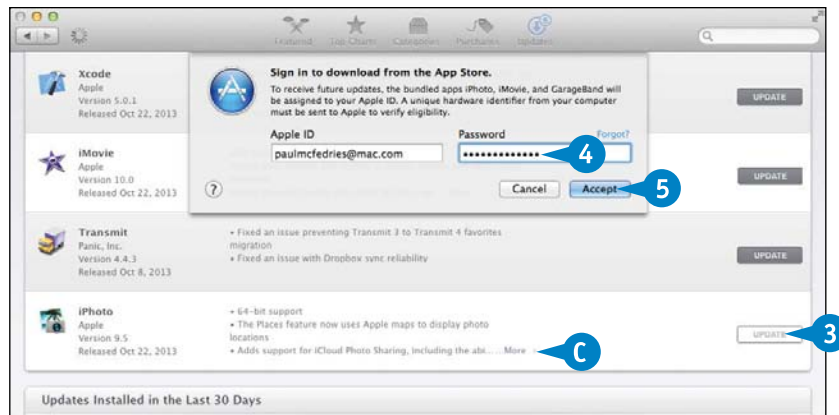 Featured Top Charts Categories Purchases Updates
Sign in to download from the App Store.
To receive future updates, the bundled apps iPhoto, iMovie, and GarageBand will
be assigned to your Apple ID. A unique hardware identifier from your computer
must be sent to Apple to verify eligibility.
Apple ID Password Forgot?
paulmcfedries@mac.com ••••••••••••• 4
? Cancel Accept 5
Xcode
Apple
Version 5.0.1
Released Oct 22, 2013
UPDATE
iMovie
Apple
Version 10.0
Released Oct 22, 2013
UPDATE
Transmit
Panic, Inc.
Version 4.4.3
Released Oct 8, 2013
• Fixed an issue preventing Transmit 3 to Transmit 4 favorites
migration
• Fixed an issue with Dropbox sync reliability
UPDATE
iPhoto
Apple
Version 9.5
Released Oct 22, 2013
• 64-bit support
• The Places feature now uses Apple maps to display photo
locations
• Adds support for iCloud Photo Sharing, including the abi... ...More C
UPDATE 3
Updates Installed in the Last 30 Days